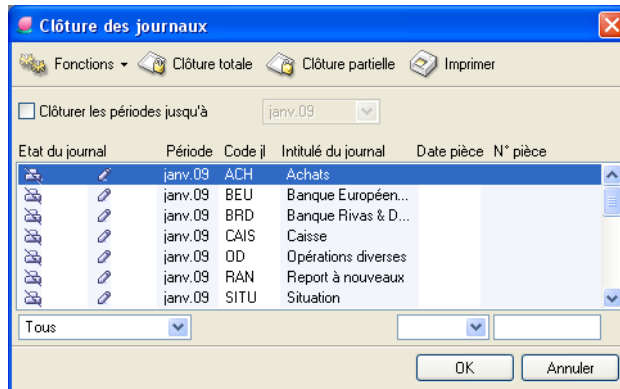 Clôture des journaux
Fonctions Clôture totale Clôture partielle Imprimer
Clôturer les périodes jusqu'à janv.09
Etat du journal Période Code jl Intitulé du journal Date pièce N° pièce
janv.09 ACH Achats
janv.09 BEU Banque Européen...
janv.09 BRD Banque Rivas & D...
janv.09 CAIS Caisse
janv.09 OD Opérations diverses
janv.09 RAN Report à nouveaux
janv.09 SITU Situation
Tous
OK Annuler